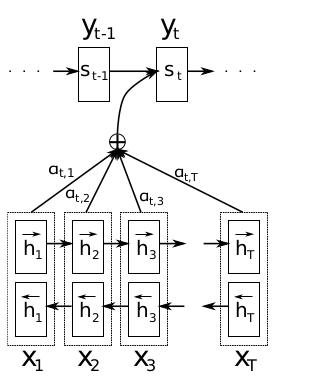 y_{t-1} y_t
. . . s_{t-1} s_t . . .
⊕
a_{t,1} a_{t,2} a_{t,3} a_{t,T}
\overrightarrow{h}_1 \overrightarrow{h}_2 \overrightarrow{h}_3 \overrightarrow{h}_T
\overleftarrow{h}_1 \overleftarrow{h}_2 \overleftarrow{h}_3 \overleftarrow{h}_T
x_1 x_2 x_3 x_T